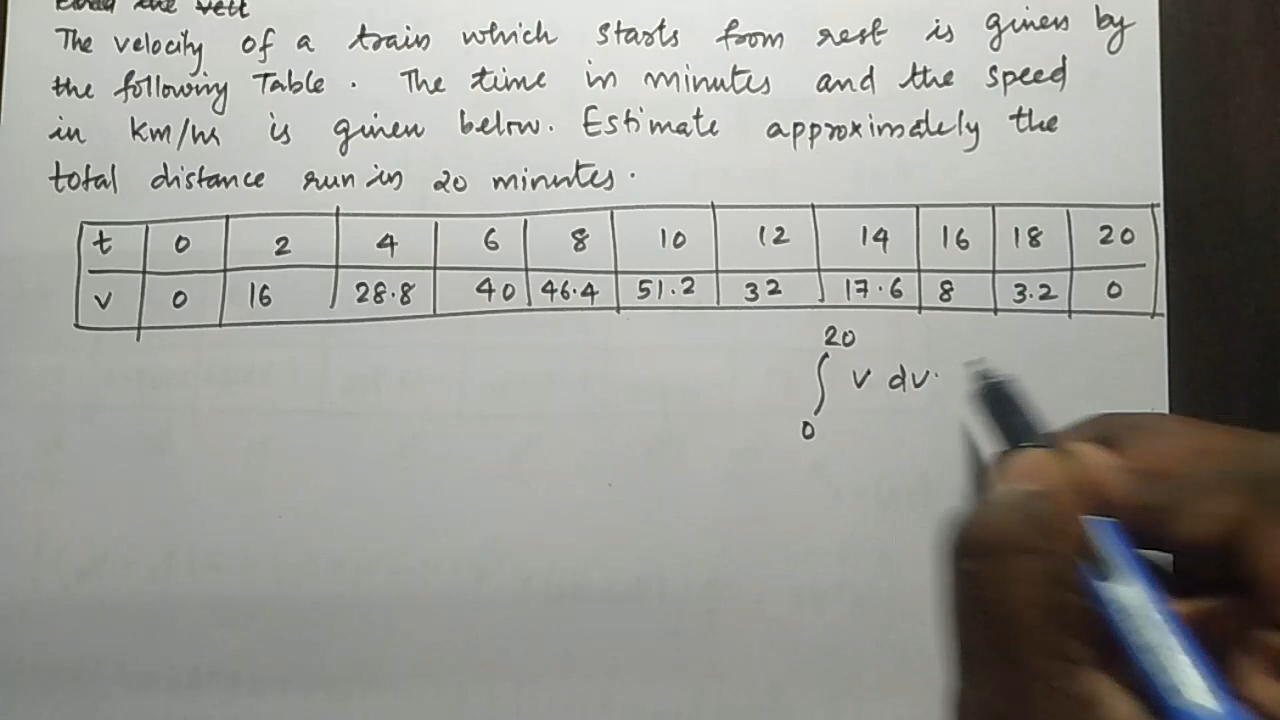 The velocity of a train which starts from rest is given by
the following Table. The time in minutes and the speed
in km/hr is given below. Estimate approximately the
total distance run in 20 minutes.
t 0 2 4 6 8 10 12 14 16 18 20
v 0 16 28.8 40 46.4 51.2 32 17.6 8 3.2 0
20
∫ v dv.
0